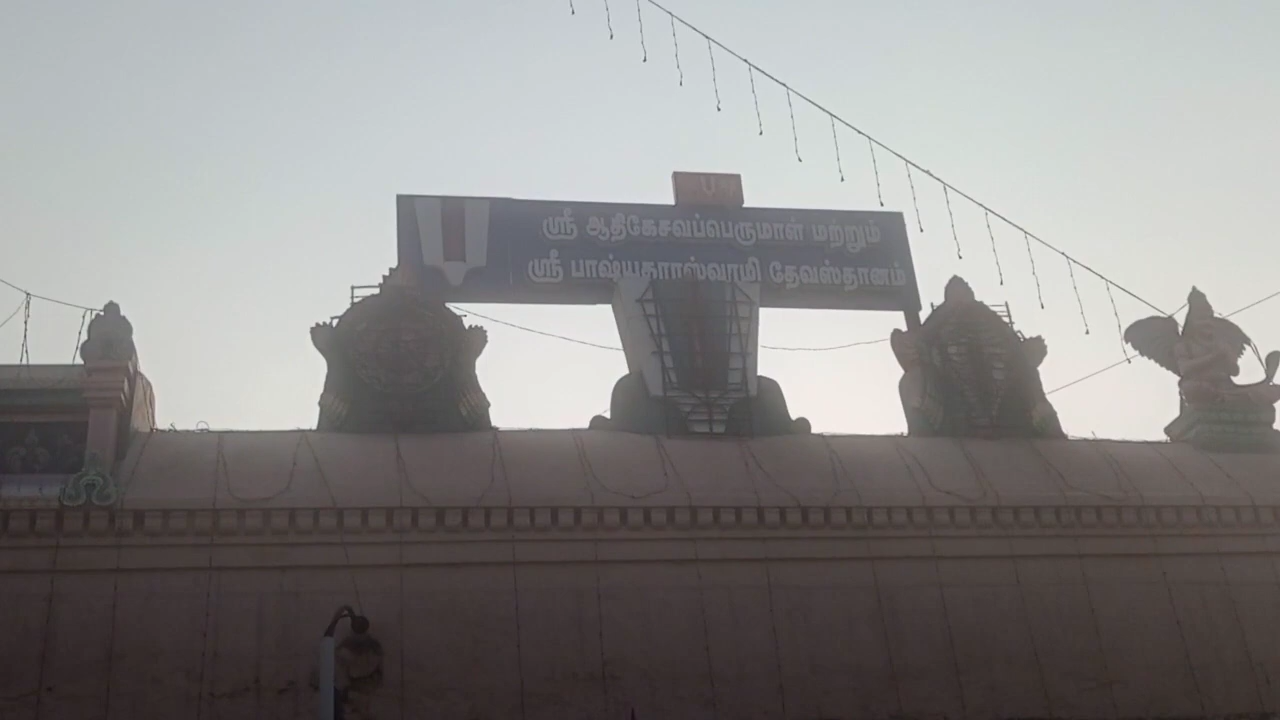 ஸ்ரீ ஆதிகேசவப்பெருமாள் மற்றும்
ஸ்ரீ பாஷ்யகாரஸ்வாமி தேவஸ்தானம்